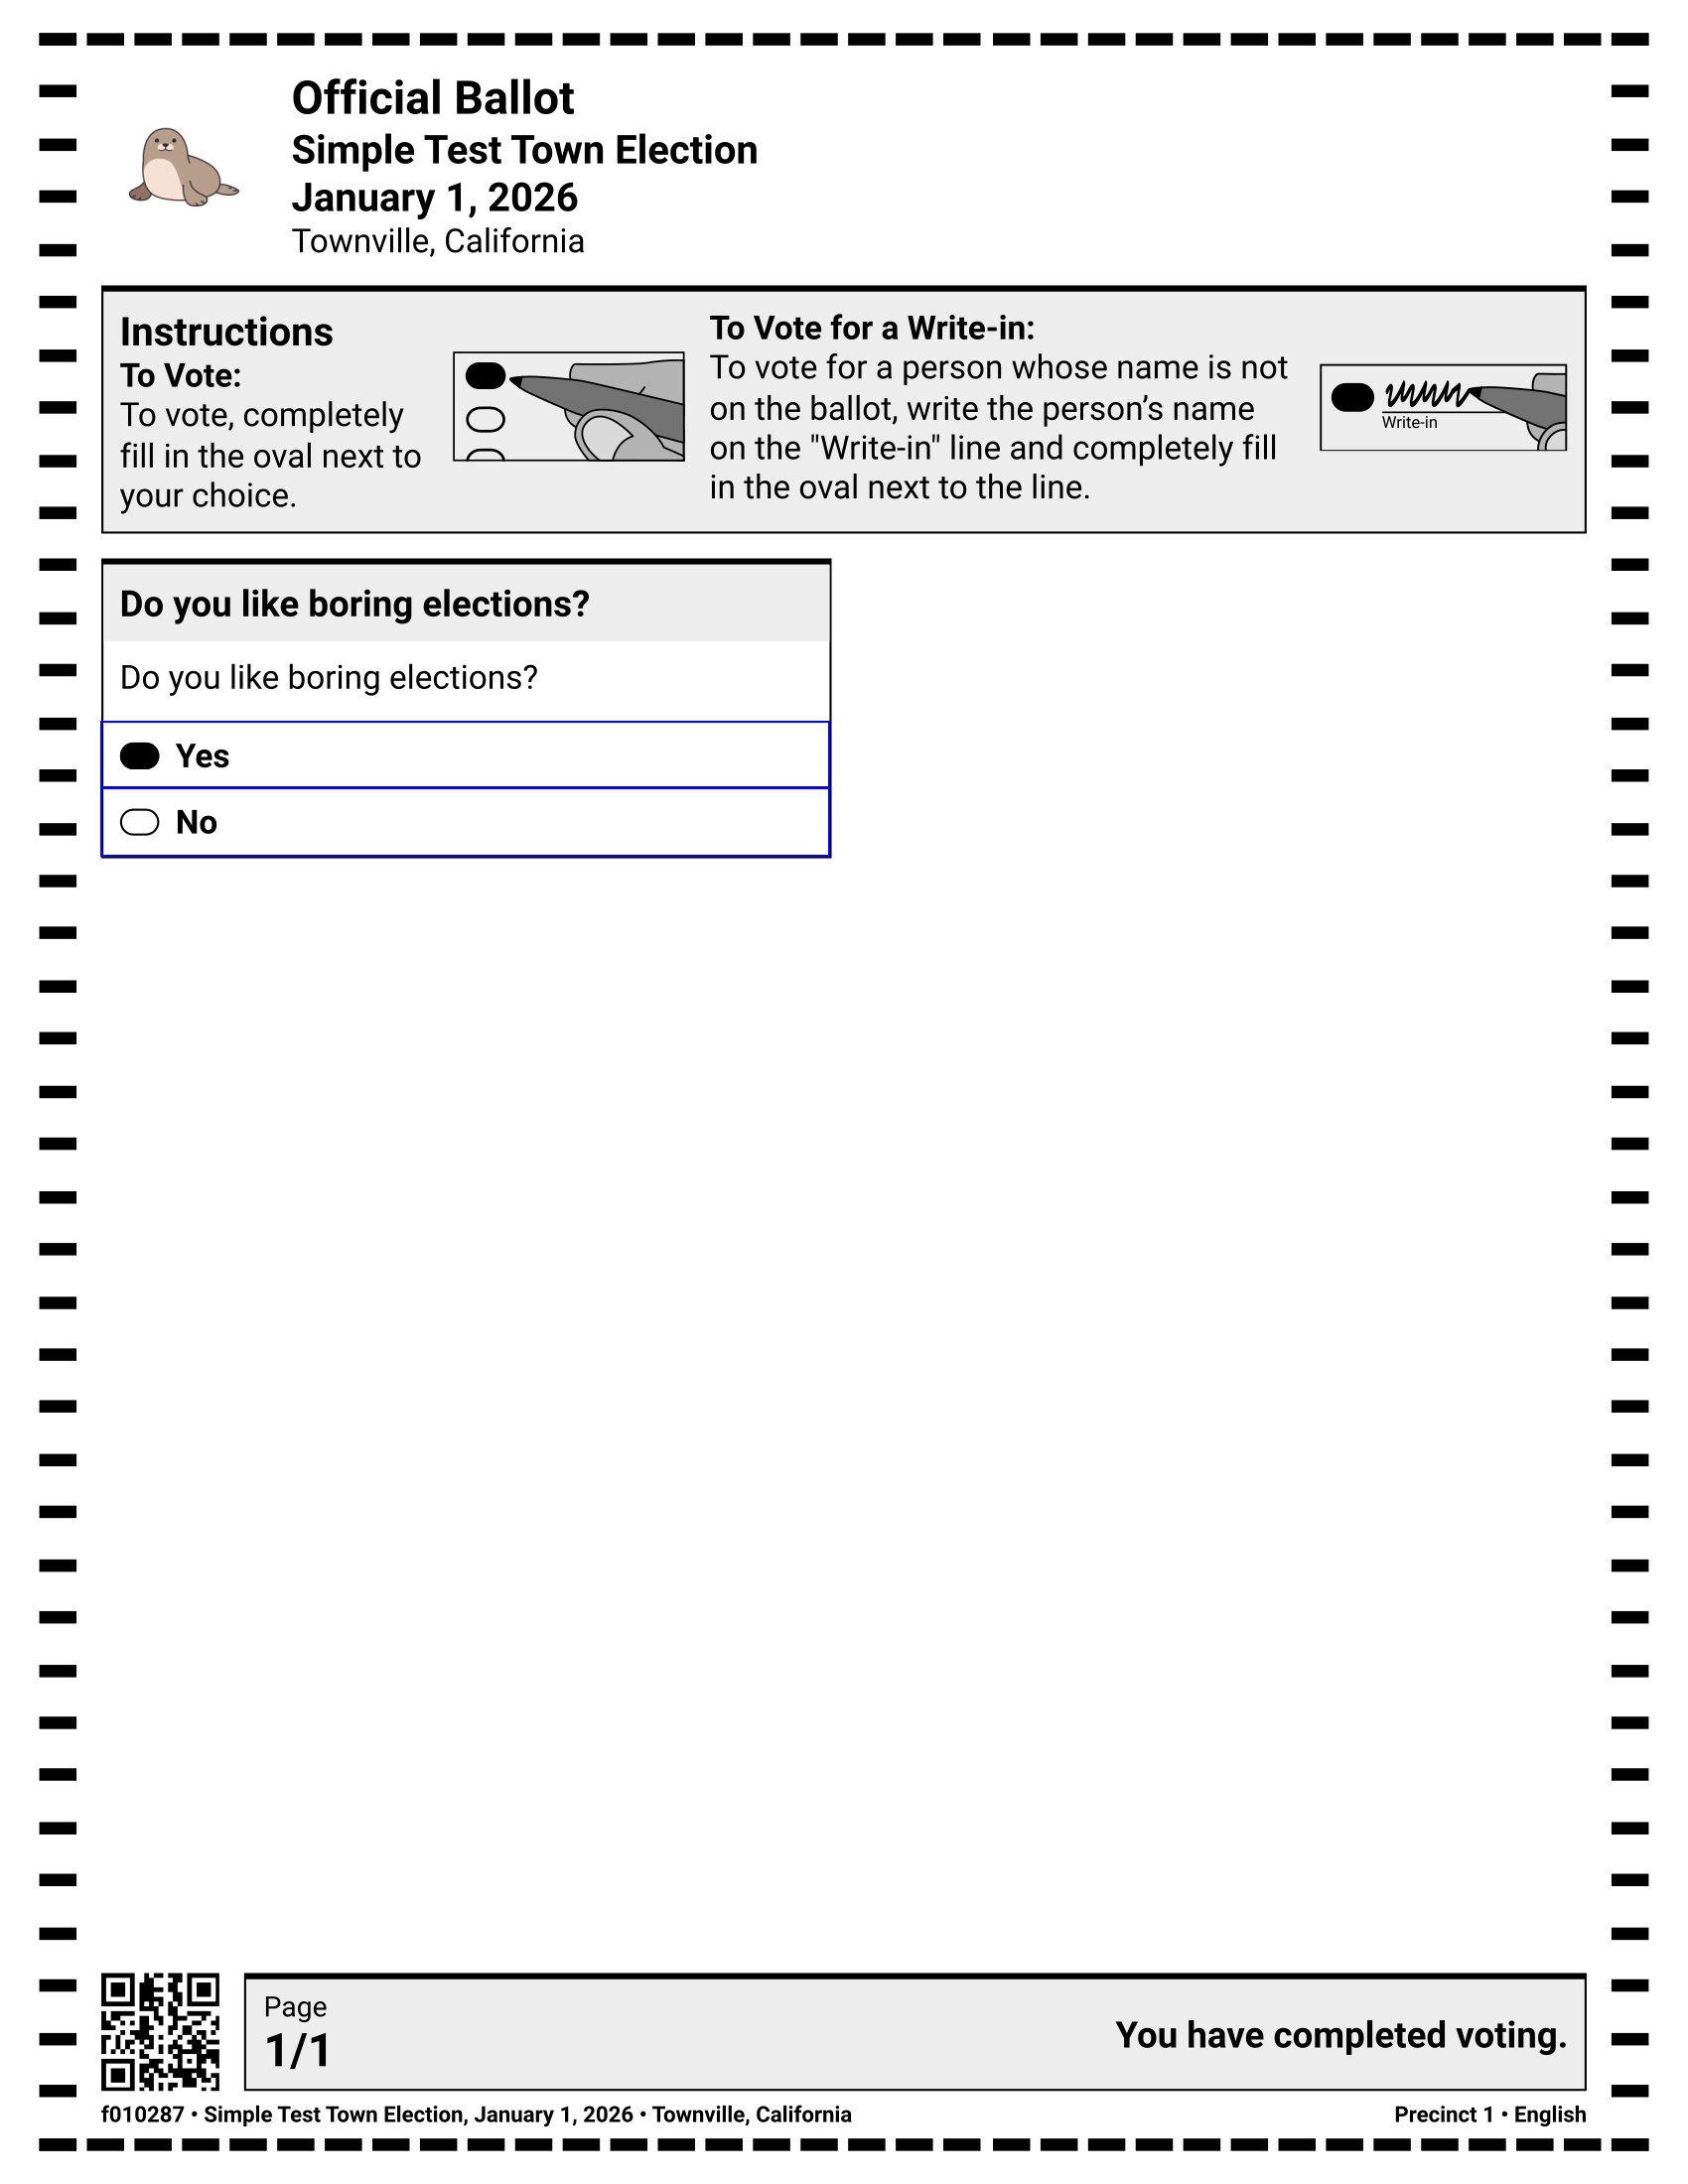 Official Ballot
Simple Test Town Election
January 1, 2026
Townville, California
Instructions
To Vote:
To vote, completely
fill in the oval next to
your choice.
To Vote for a Write-in:
To vote for a person whose name is not
on the ballot, write the person’s name
on the "Write-in" line and completely fill
in the oval next to the line.
Write-in
Do you like boring elections?
Do you like boring elections?
Yes
No
Page
1/1
You have completed voting.
f010287 • Simple Test Town Election, January 1, 2026 • Townville, California
Precinct 1 • English